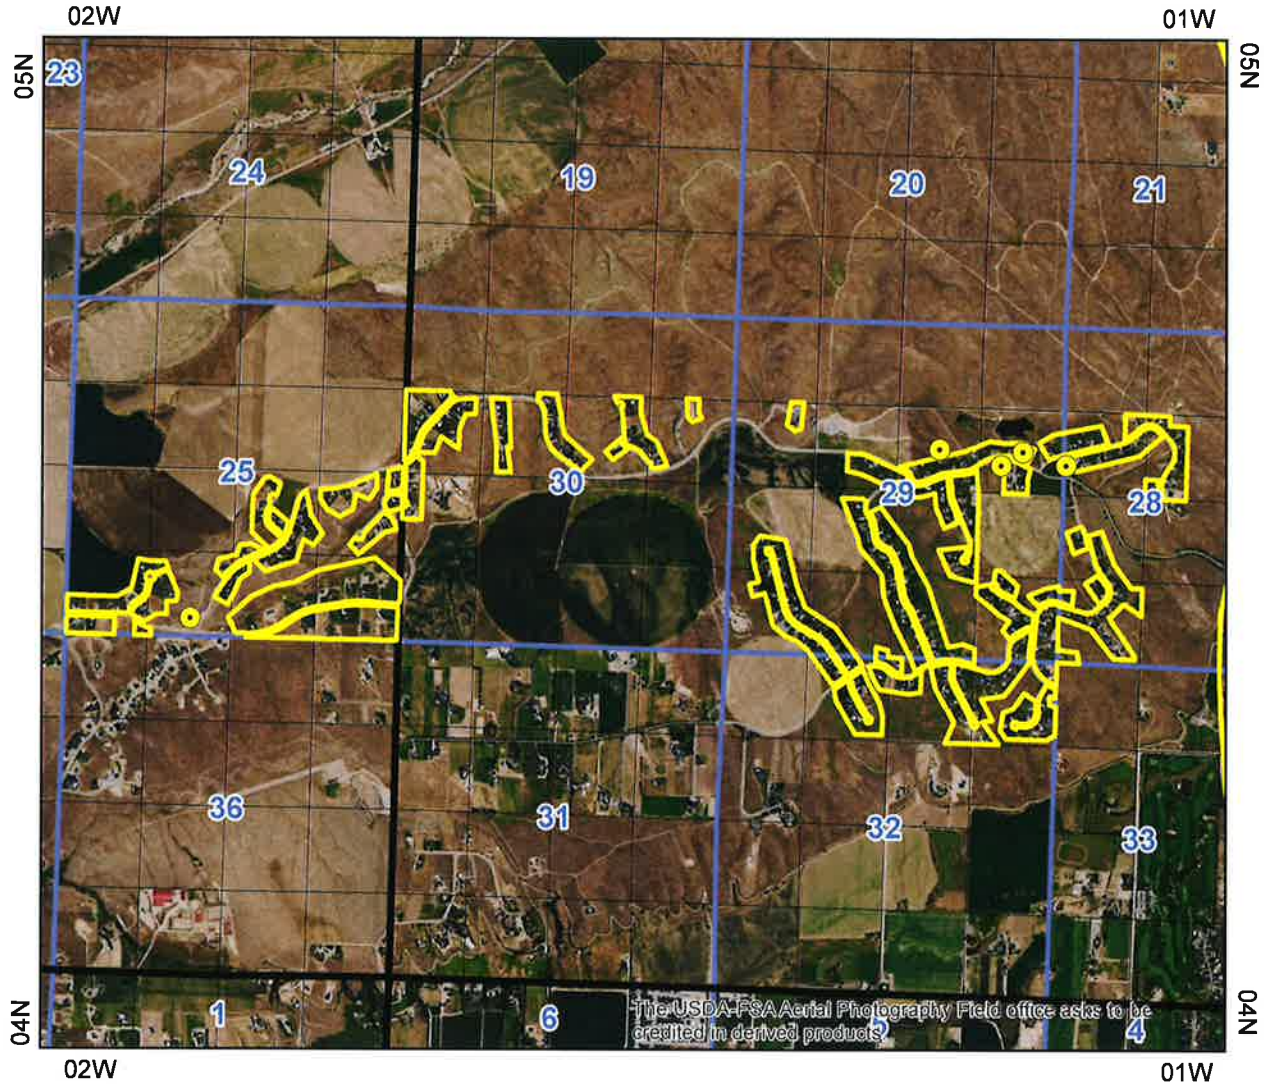 02W 01W
05N 05N
23
24 19 20 21
25 30 29 28
36 31 32 33
1 6 5 4
The USDA-FSA Aerial Photography Field office asks to be
credited in derived products.
04N 04N
02W 01W